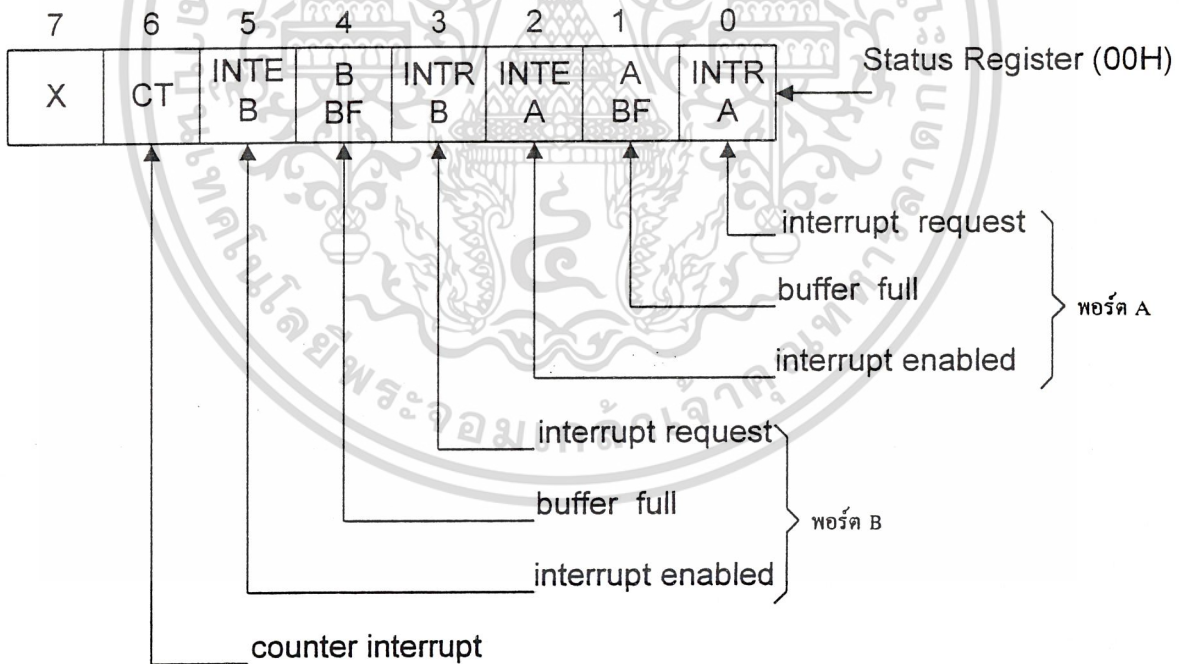 7 6 5 4 3 2 1 0
X CT INTE B B BF INTR B INTE A A BF INTR A
Status Register (00H)
interrupt request
buffer full
interrupt enabled
พอร์ต A
interrupt request
buffer full
interrupt enabled
พอร์ต B
counter interrupt